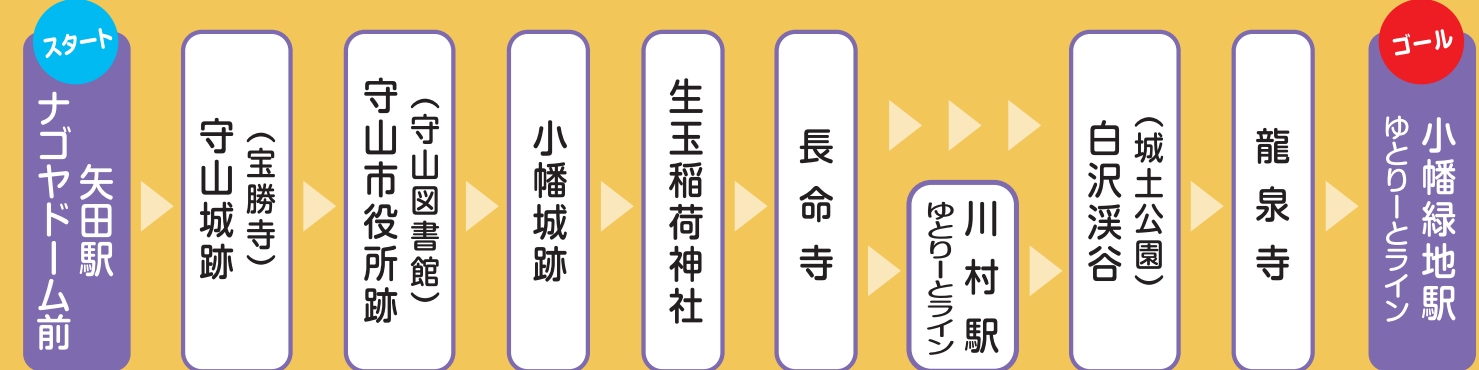 スタート
ナゴヤドーム前
矢田駅
守山城跡
（宝勝寺）
守山市役所跡
（守山図書館）
小幡城跡
生玉稲荷神社
長命寺
ゆとりーとライン
川村駅
白沢渓谷
（城土公園）
龍泉寺
ゴール
ゆとりーとライン
小幡緑地駅